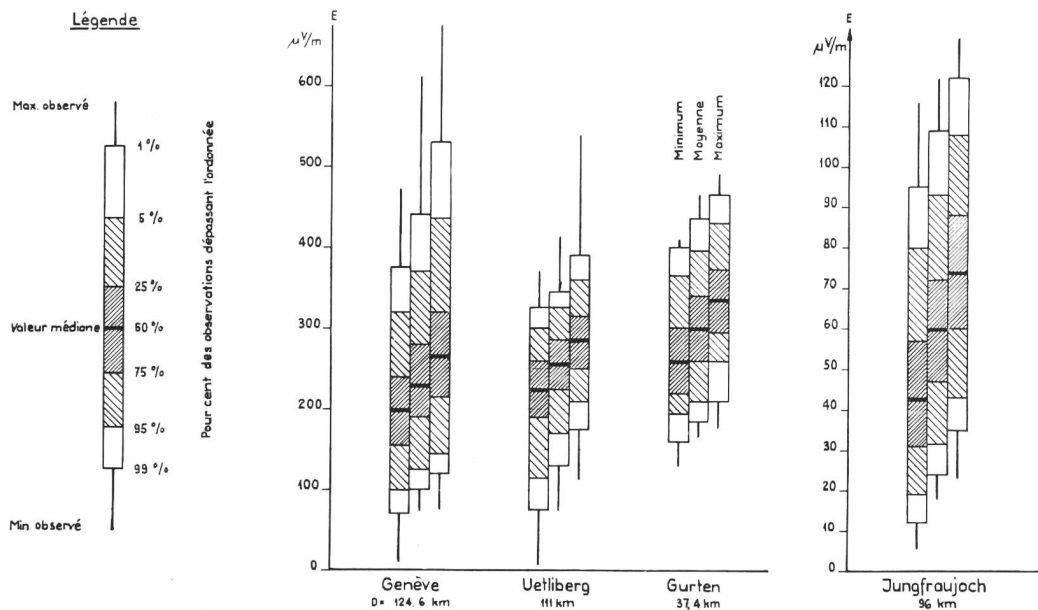 Légende
Max. observé
1 %
5 %
25 %
Valeur médiane
50 %
75 %
95 %
99 %
Min. observé
Pour cent des observations dépassant l'ordonnée
E
µV/m
600
500
400
300
200
100
0
Minimum
Moyenne
Maximum
Genève
D= 124.6 km
Uetliberg
111 km
Gurten
37,4 km
E
µV/m
120
110
100
90
80
70
60
50
40
30
20
10
0
Jungfraujoch
96 km